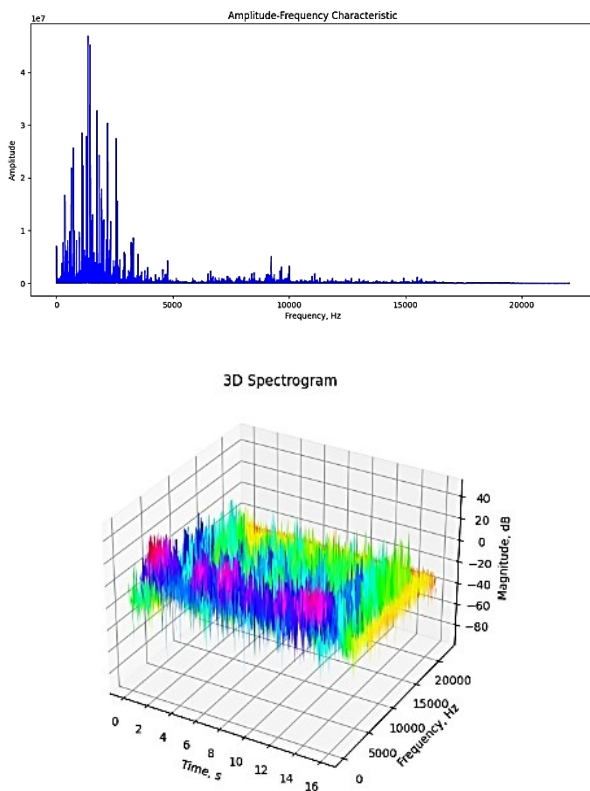 Amplitude-Frequency Characteristic
1e7
4
3
2
1
0
Amplitude
0 5000 10000 15000 20000
Frequency, Hz
3D Spectrogram
40
20
0
−20
−40
−60
−80
Magnitude, dB
0 2 4 6 8 10 12 14 16
Time, s
0 5000 10000 15000 20000
Frequency, Hz